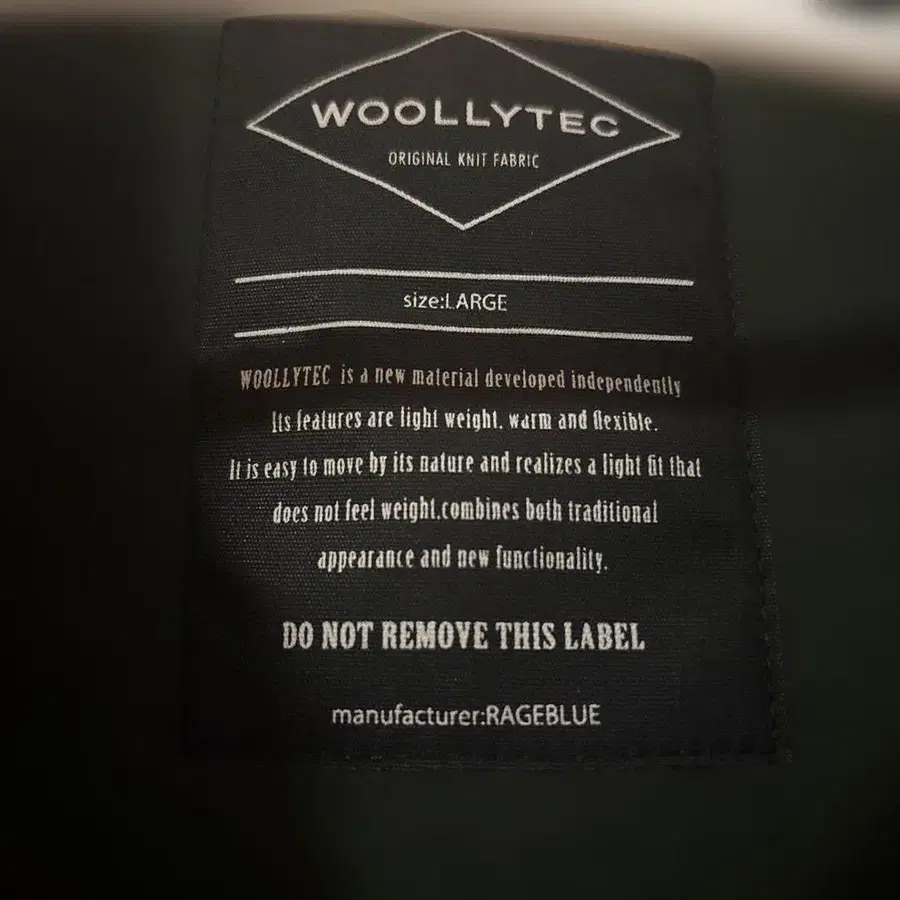 WOOLLYTEC
ORIGINAL KNIT FABRIC
size:LARGE
WOOLLYTEC is a new material developed independently
Its features are light weight. warm and flexible.
It is easy to move by its nature and realizes a light fit that
does not feel weight.combines both traditional
appearance and new functionality.
DO NOT REMOVE THIS LABEL
manufacturer:RAGEBLUE